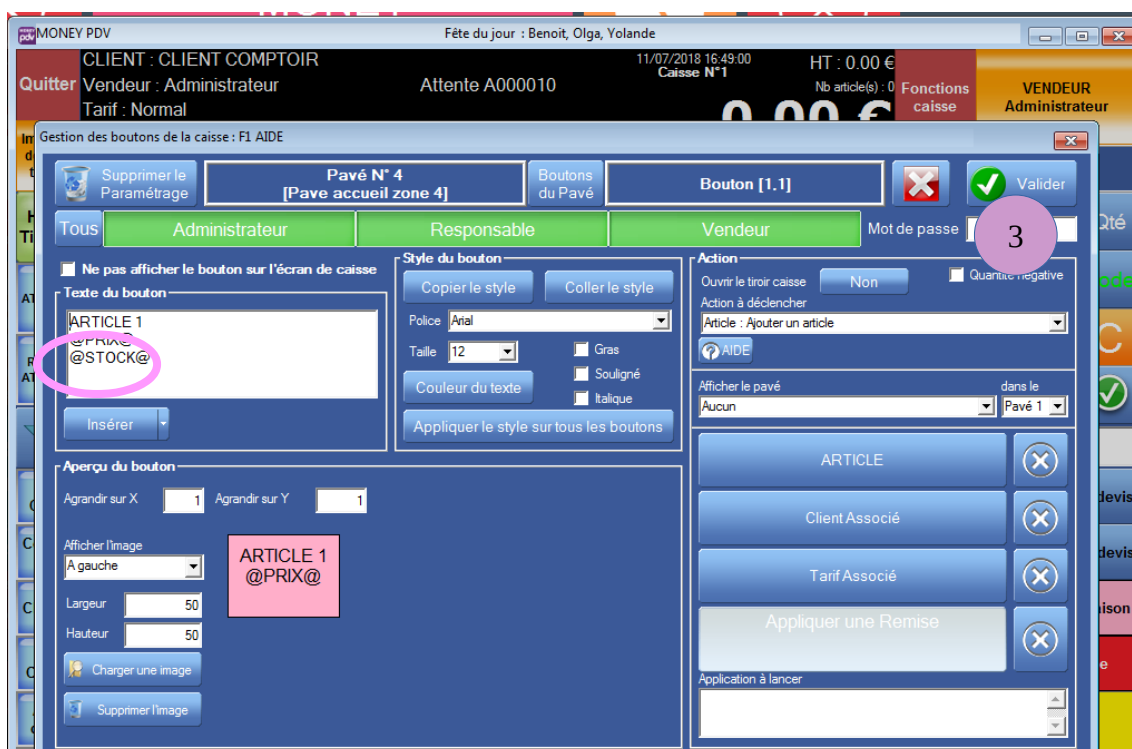 MONEY PDV
Fête du jour : Benoit, Olga, Yolande
CLIENT : CLIENT COMPTOIR
11/07/2018 16:49:00
HT : 0.00 €
Quitter
Vendeur : Administrateur
Attente A000010
Caisse N°1
Nb article(s) : 0
Fonctions
caisse
VENDEUR
Administrateur
Tarif : Normal
0.00 €
Gestion des boutons de la caisse : F1 AIDE
Supprimer le
Paramétrage
Pavé N° 4
[Pave accueil zone 4]
Boutons
du Pavé
Bouton [1,1]
Valider
Tous
Administrateur
Responsable
Vendeur
Mot de passe
3
Qté
Ne pas afficher le bouton sur l'écran de caisse
Texte du bouton
ARTICLE 1
@PRIX@
@STOCK@
Insérer
Style du bouton
Copier le style
Coller le style
Police
Arial
Taille
12
Gras
Souligné
Italique
Couleur du texte
Appliquer le style sur tous les boutons
Action
Ouvrir le tiroir caisse
Non
Quantité négative
Action à déclencher
Article : Ajouter un article
AIDE
Afficher le pavé
dans le
Aucun
Pavé 1
ARTICLE
Client Associé
Tarif Associé
Appliquer une Remise
Application à lancer
Aperçu du bouton
Agrandir sur X
1
Agrandir sur Y
1
Afficher l'image
A gauche
ARTICLE 1
@PRIX@
Largeur
50
Hauteur
50
Charger une image
Supprimer l'image
C
devis
devis